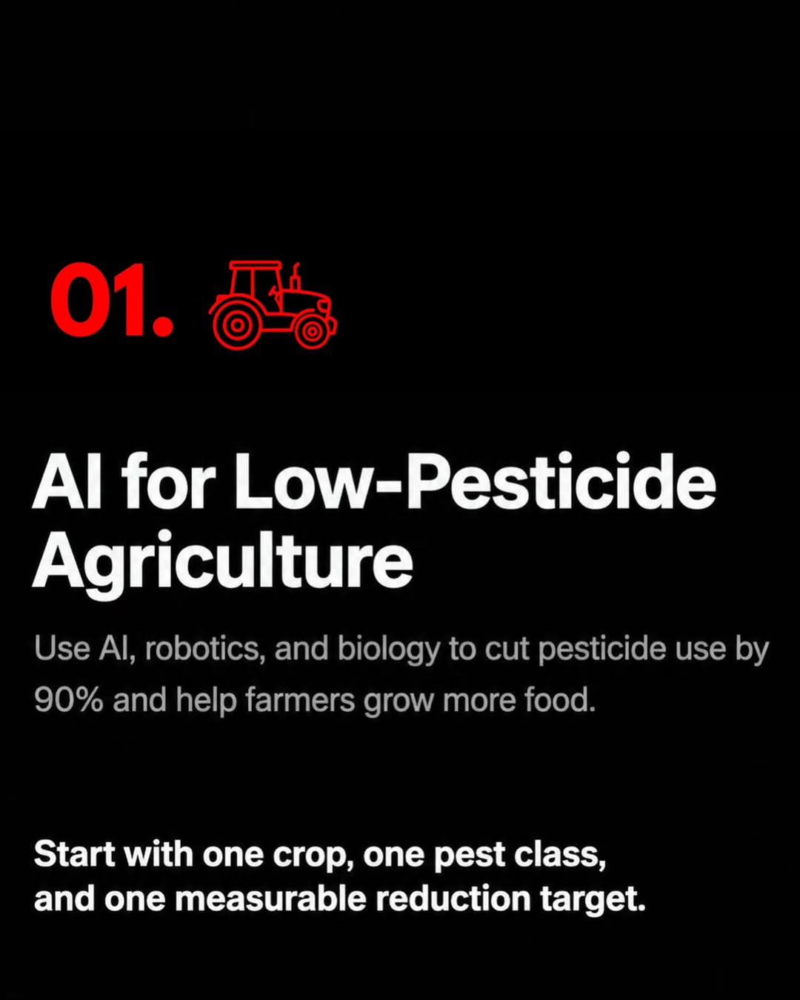 01.
AI for Low-Pesticide
Agriculture
Use AI, robotics, and biology to cut pesticide use by
90% and help farmers grow more food.
Start with one crop, one pest class,
and one measurable reduction target.